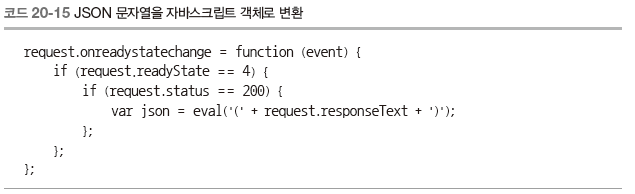 코드 20-15 JSON 문자열을 자바스크립트 객체로 변환
request.onreadystatechange = function (event) {
if (request.readyState == 4) {
if (request.status == 200) {
var json = eval('(' + request.responseText + ')');
};
};
};